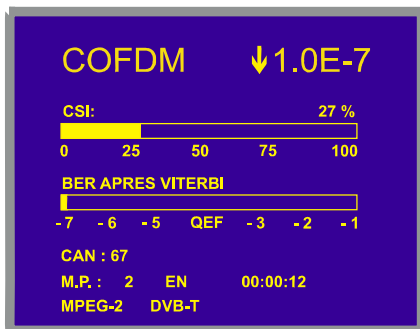 COFDM ↓1.0E-7
CSI: 27 %
0 25 50 75 100
BER APRES VITERBI
- 7 - 6 - 5 QEF - 3 - 2 - 1
CAN : 67
M.P. : 2 EN 00:00:12
MPEG-2 DVB-T